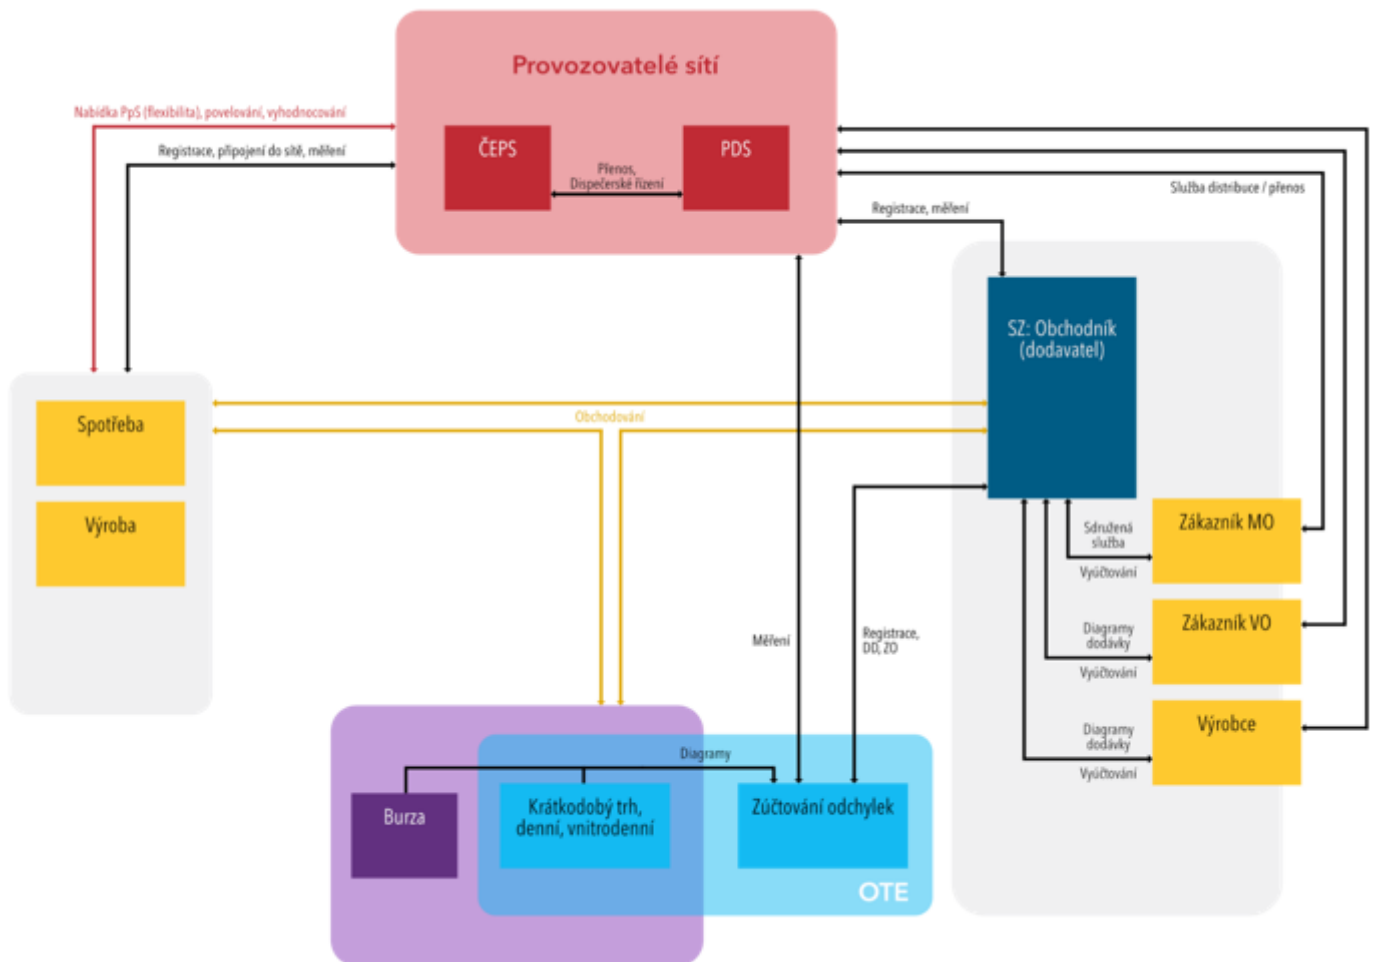 Provozovatelé sítí
Nabídka PpS (flexibilita), povelování, vyhodnocování
Registrace, připojení do sítě, měření
ČEPS
Přenos,
Dispečerské řízení
PDS
Služba distribuce / přenos
Registrace, měření
SZ: Obchodník
(dodavatel)
Spotřeba
Výroba
Obchodování
Sdružená
služba
Vyúčtování
Zákazník MO
Diagramy
dodávky
Vyúčtování
Zákazník VO
Diagramy
dodávky
Vyúčtování
Výrobce
Měření
Registrace,
DD, ZO
Diagramy
Burza
Krátkodobý trh,
denní, vnitrodenní
Zúčtování odchylek
OTE